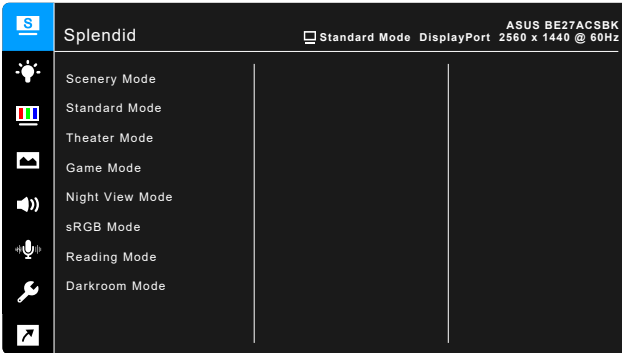 S
Splendid
ASUS BE27ACSBK
Standard Mode DisplayPort 2560 x 1440 @ 60Hz
Scenery Mode
Standard Mode
Theater Mode
Game Mode
Night View Mode
sRGB Mode
Reading Mode
Darkroom Mode